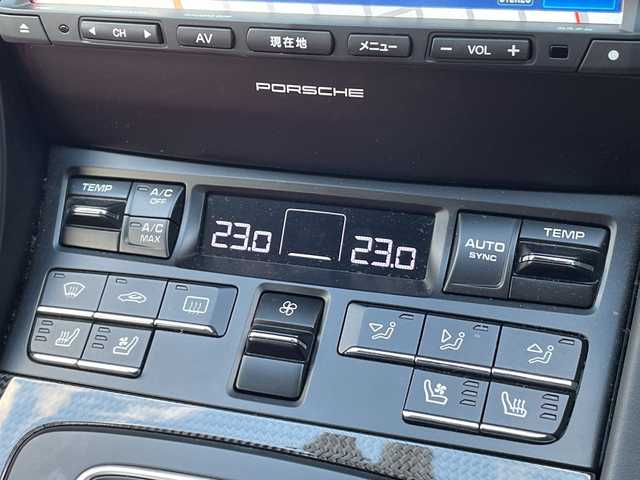 STEREO
CH
AV
現在地
メニュー
− VOL +
PORSCHE
TEMP
A/C OFF
A/C MAX
23.0
23.0
AUTO SYNC
TEMP